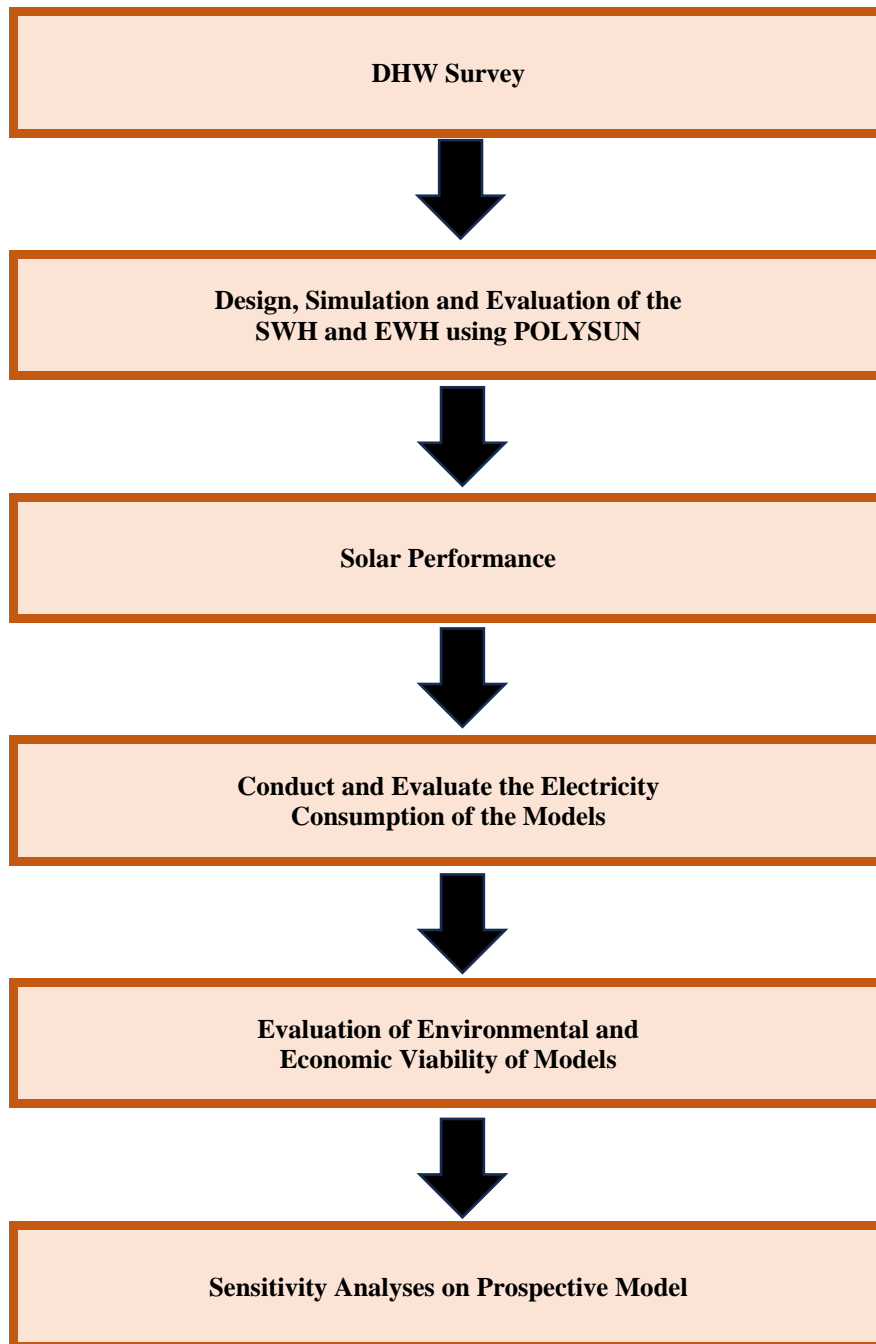 DHW Survey
Design, Simulation and Evaluation of the
SWH and EWH using POLYSUN
Solar Performance
Conduct and Evaluate the Electricity
Consumption of the Models
Evaluation of Environmental and
Economic Viability of Models
Sensitivity Analyses on Prospective Model